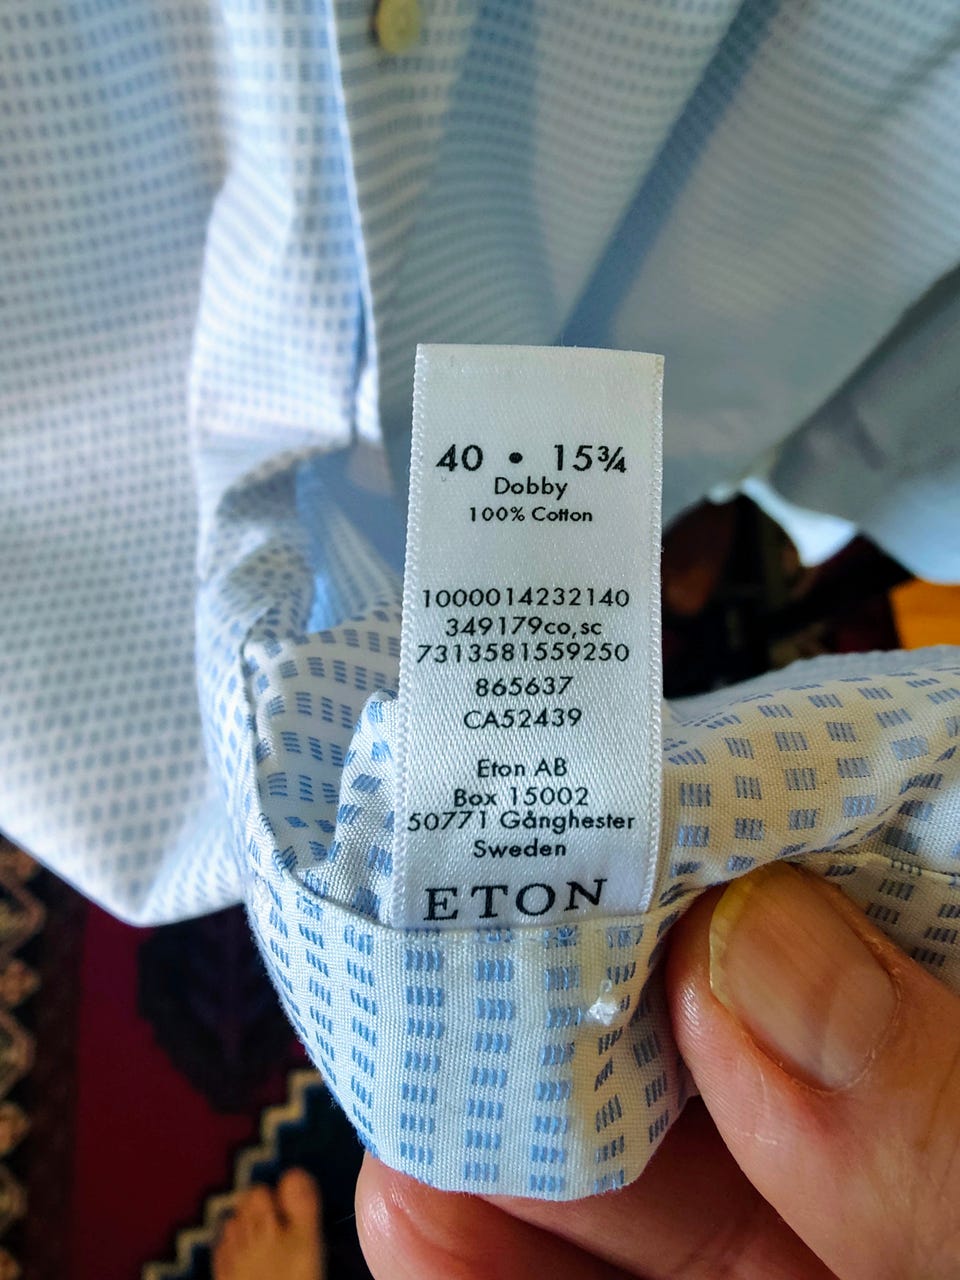 40 • 15¾
Dobby
100% Cotton
1000014232140
349179co,sc
7313581559250
865637
CA52439
Eton AB
Box 15002
50771 Gånghester
Sweden
ETON